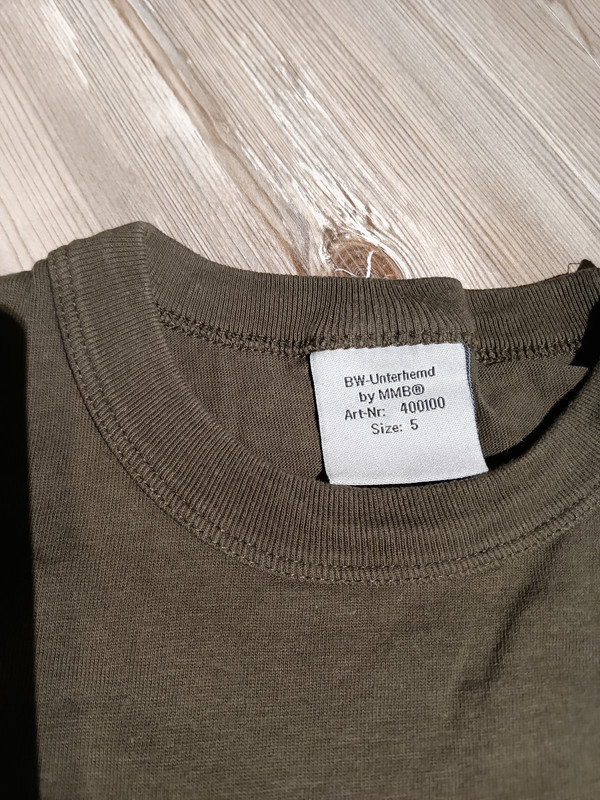 BW-Unterhemd
by MMB®
Art-Nr: 400100
Size: 5